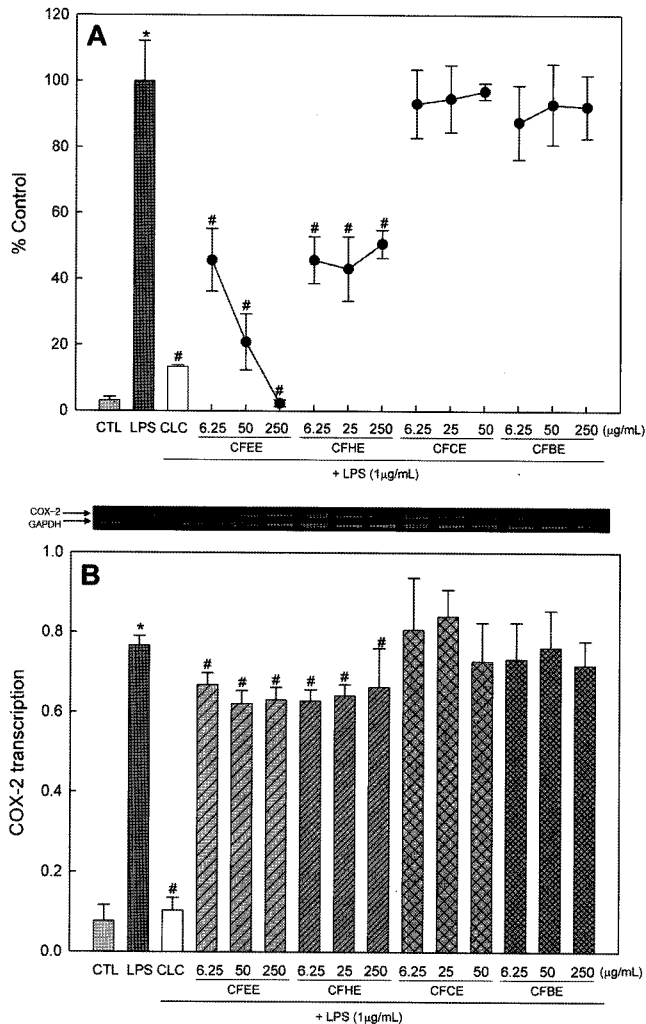 A
120
100
80
60
40
20
0
% Control
*
#
# # #
# # #
CTL LPS CLC 6.25 50 250 6.25 25 250 6.25 25 50 6.25 50 250 (μg/mL)
CFEE CFHE CFCE CFBE
+ LPS (1μg/mL)
COX-2
GAPDH
B
1.0
0.8
0.6
0.4
0.2
0.0
COX-2 transcription
*
#
# # # # # #
CTL LPS CLC 6.25 50 250 6.25 25 250 6.25 25 50 6.25 50 250 (μg/mL)
CFEE CFHE CFCE CFBE
+ LPS (1μg/mL)